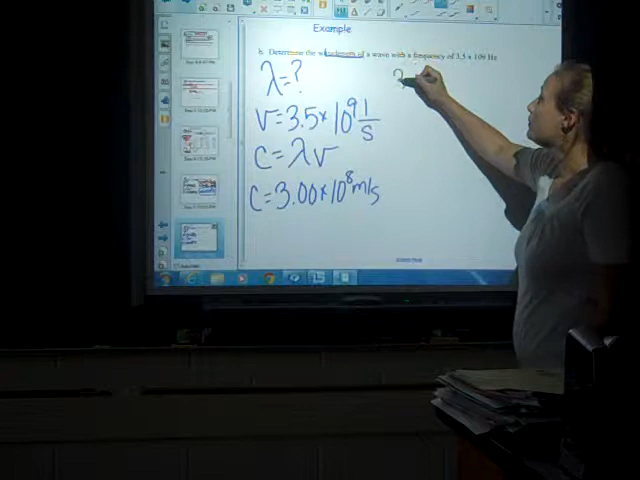 Example
b. Determine the wavelength of a wave with a frequency of 3.5 x 109 Hz
λ = ?
ν = 3.5 × 10⁹ 1/s
c = λν
c = 3.00 × 10⁸ m/s